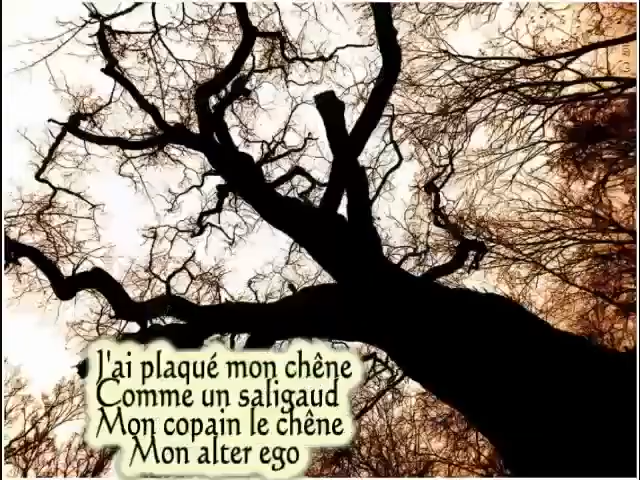 J'ai plaqué mon chêne
Comme un saligaud
Mon copain le chêne
Mon alter ego